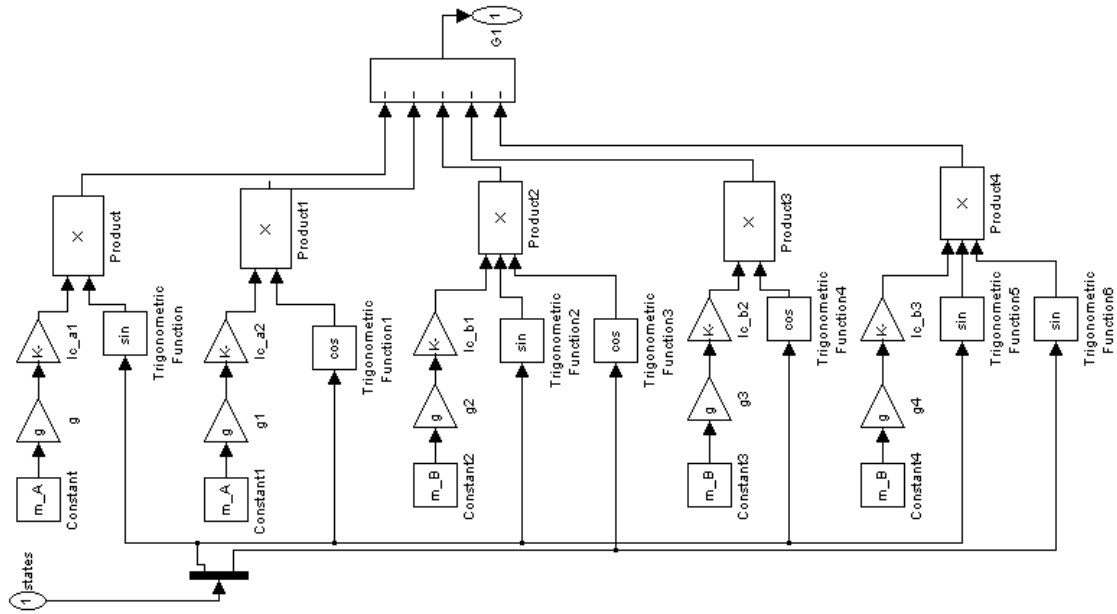 1
states
m_A
Constant
g
g
K-
lc_a1
sin
Trigonometric
Function
×
Product
m_A
Constant1
g
g1
K-
lc_a2
cos
Trigonometric
Function1
×
Product1
m_B
Constant2
g
g2
K-
lc_b1
sin
Trigonometric
Function2
cos
Trigonometric
Function3
×
Product2
−
−
−
−
−
1
G1
m_B
Constant3
g
g3
K-
lc_b2
cos
Trigonometric
Function4
×
Product3
m_B
Constant4
g
g4
K-
lc_b3
sin
Trigonometric
Function5
sin
Trigonometric
Function6
×
Product4